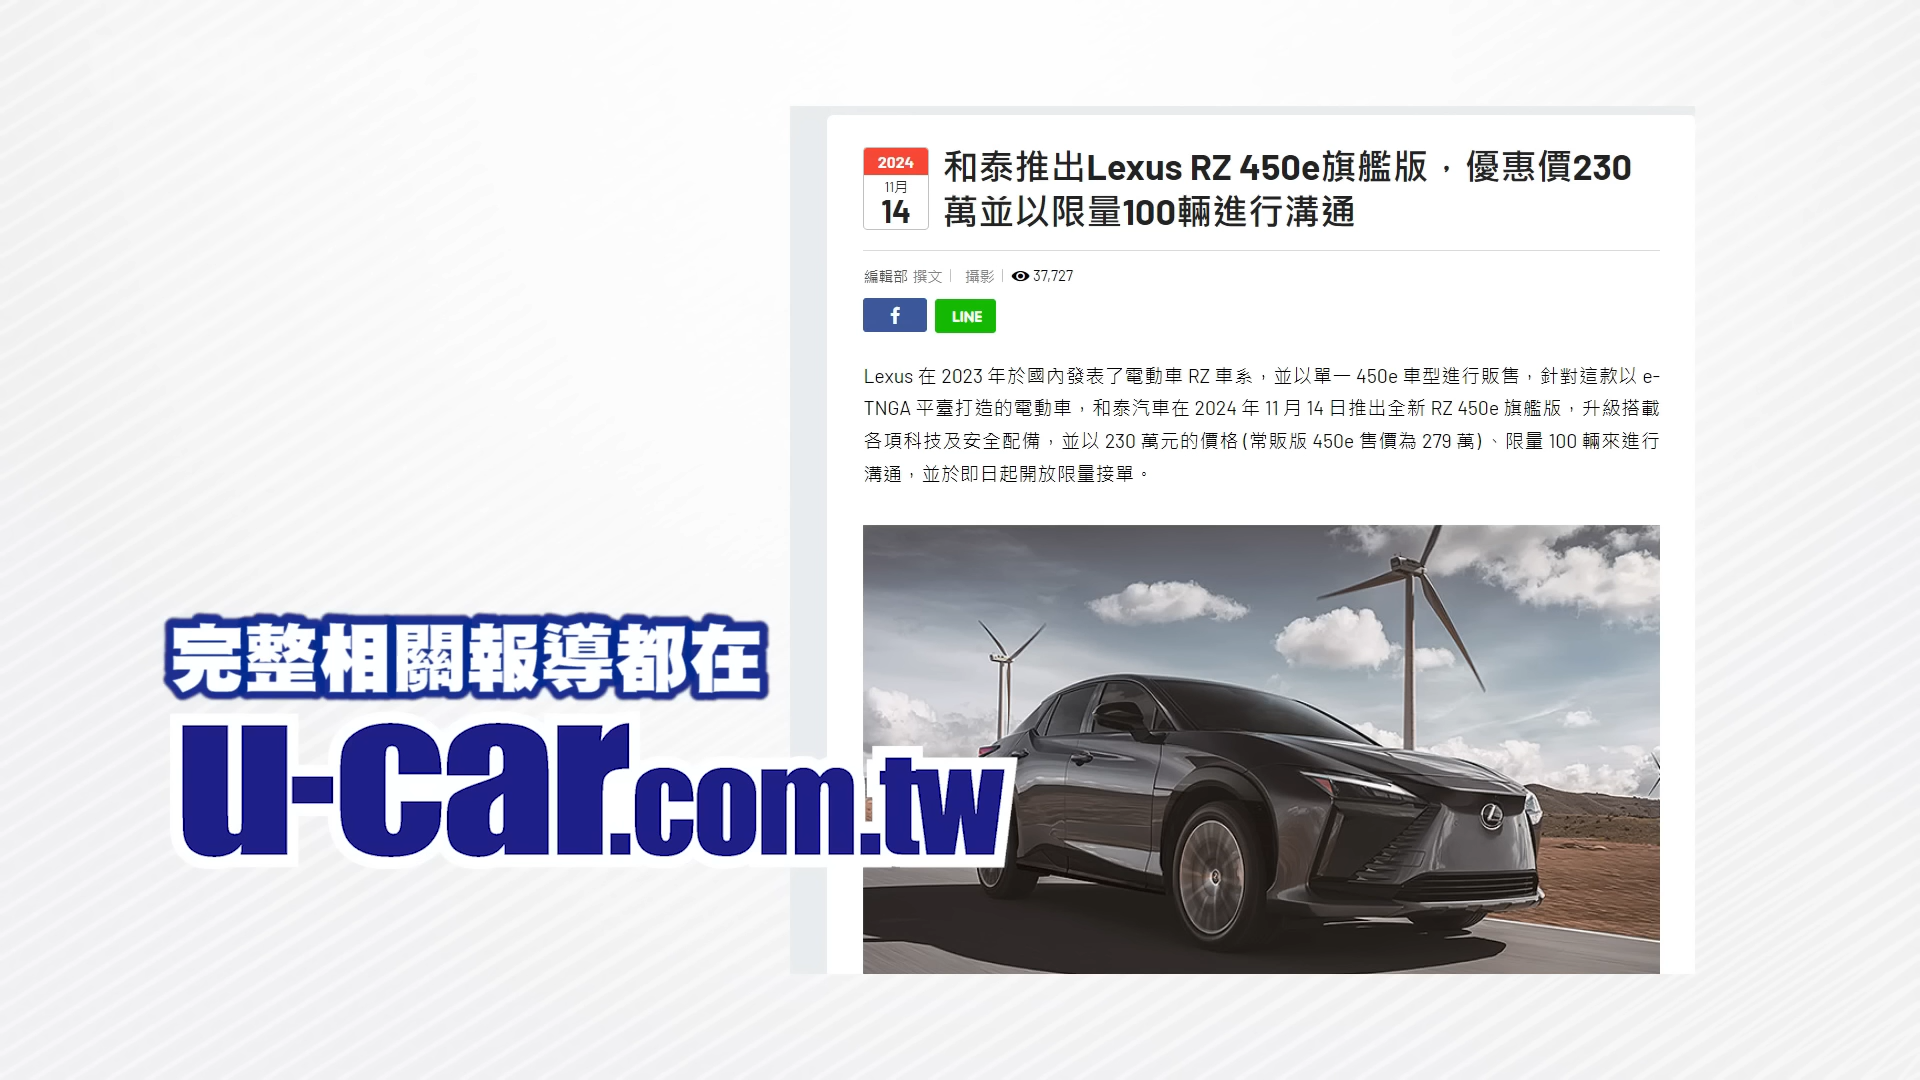 2024
11月
14
和泰推出Lexus RZ 450e旗艦版，優惠價230
萬並以限量100輛進行溝通
編輯部 撰文 攝影 37,727
f LINE
Lexus 在 2023 年於國內發表了電動車 RZ 車系，並以單一 450e 車型進行販售，針對這款以 e-
TNGA 平臺打造的電動車，和泰汽車在 2024 年 11 月 14 日推出全新 RZ 450e 旗艦版，升級搭載
各項科技及安全配備，並以 230 萬元的價格 (常販版 450e 售價為 279 萬) 、限量 100 輛來進行
溝通，並於即日起開放限量接單。
完整相關報導都在
u-car.com.tw